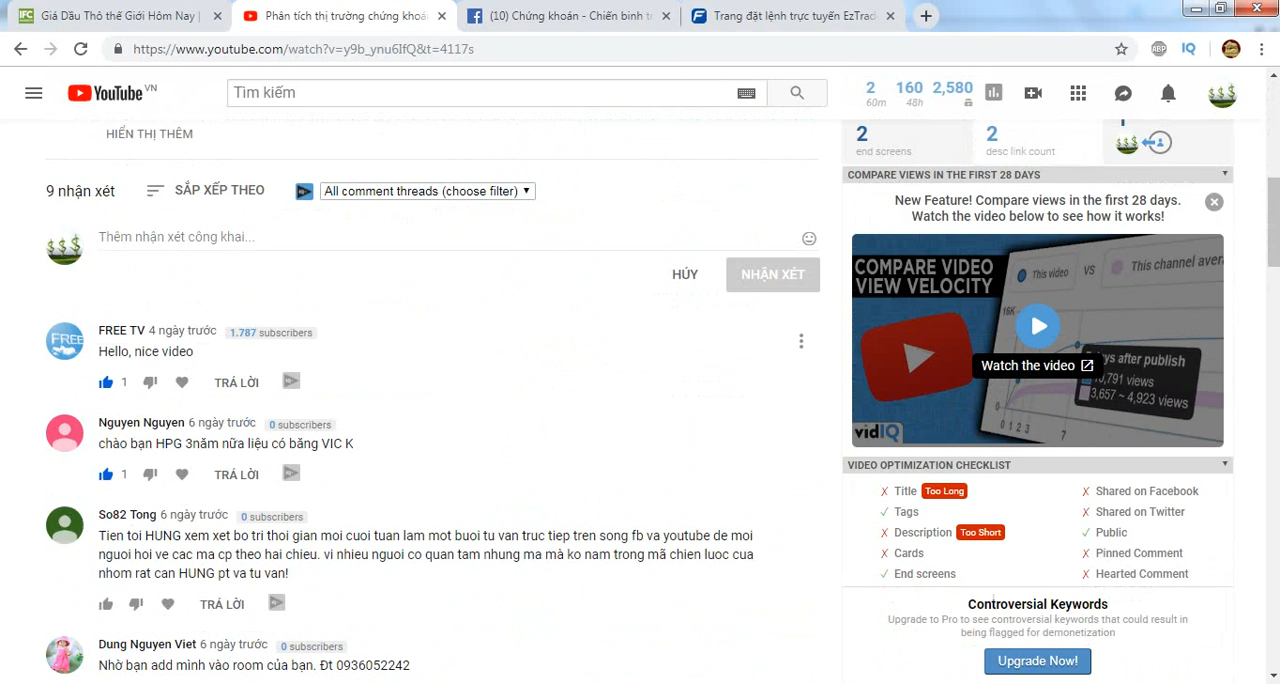 Giá Dầu Thô thế Giới Hôm Nay |
Phân tích thị trường chứng khoá
(10) Chứng khoán - Chiến binh t
Trang đặt lệnh trực tuyến EzTrad
https://www.youtube.com/watch?v=y9b_ynu6IfQ&t=4117s
ABP
IQ
YouTube VN
Tìm kiếm
2 160 2,580
60m 48h
HIỂN THỊ THÊM
2
end screens
2
desc link count
9 nhận xét
SẮP XẾP THEO
All comment threads (choose filter)
COMPARE VIEWS IN THE FIRST 28 DAYS
New Feature! Compare views in the first 28 days.
Watch the video below to see how it works!
Thêm nhận xét công khai...
HỦY
NHẬN XÉT
COMPARE VIDEO
VIEW VELOCITY
This video
VS
This channel avera
16K
Watch the video
days after publish
views
3,657 ~ 4,923 views
0 1 2 3
7
vidIQ
FREE TV 4 ngày trước 1.787 subscribers
Hello, nice video
1
TRẢ LỜI
Nguyen Nguyen 6 ngày trước 0 subscribers
chào bạn HPG 3năm nữa liệu có băng VIC K
1
TRẢ LỜI
So82 Tong 6 ngày trước 0 subscribers
Tien toi HUNG xem xet bo tri thời gian moi cuoi tuan lam mot buoi tu van truc tiep tren song fb va youtube de moi
nguoi hoi ve cac ma cp theo hai chieu. vi nhieu nguoi co quan tam nhung ma mà ko nam trong mã chien luoc cua
nhom rat can HUNG pt va tu van!
TRẢ LỜI
Dung Nguyen Viet 6 ngày trước 0 subscribers
Nhờ bạn add mình vào room của bạn. Đt 0936052242
VIDEO OPTIMIZATION CHECKLIST
Title Too Long
Shared on Facebook
Tags
Shared on Twitter
Description Too Short
Public
Cards
Pinned Comment
End screens
Hearted Comment
Controversial Keywords
Upgrade to Pro to see controversial keywords that could result in
being flagged for demonetization
Upgrade Now!